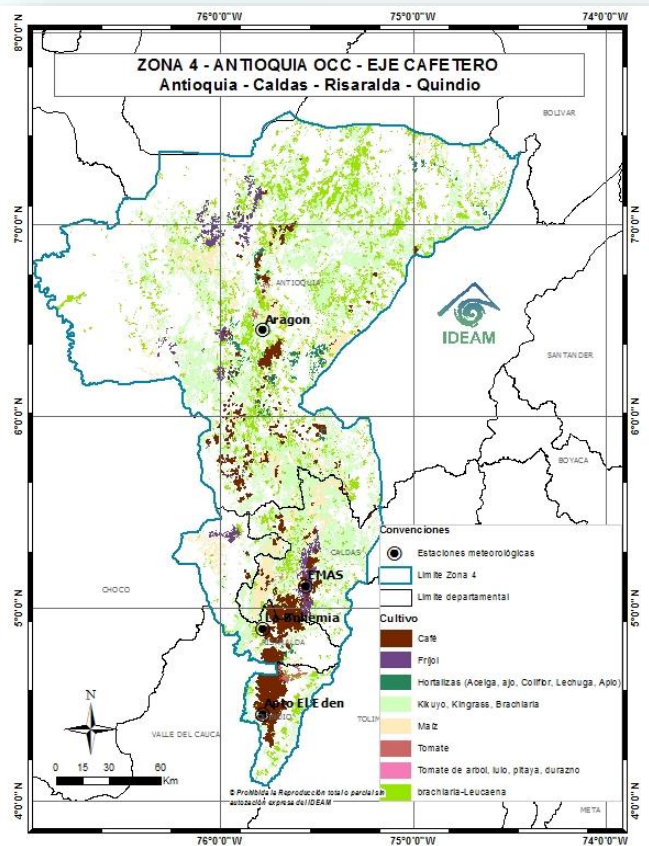 76°0'0"W
75°0'0"W
74°0'0"W
8°0'0"N
ZONA 4 - ANTIOQUIA OCC - EJE CAFETERO
Antioquia - Caldas - Risaralda - Quindio
BOLIVAR
7°0'0"N
7°0'0"N
ANTIOQUIA
Aragon
IDEAM
SANTANDER
6°0'0"N
6°0'0"N
BOYACA
Convenciones
Estaciones meteorológicas
CALDAS
EMAS
Limite Zona 4
CHOCO
Limite departamental
5°0'0"N
5°0'0"N
La Bohemia
Cultivo
Café
Frijol
Hortalizas (Acelga, ajo, Coliflor, Lechuga, Apio)
Kikuyo, Kingrass, Brachiaria
N
Apto El Eden
VALLE DEL CAUCA
Maíz
Tomate
0 15 30 60
Km
Tomate de arbol, lulo, pitaya, durazno
brachiaria-Leucaena
© Prohibida la Reproducción total o parcial sin
autorización expresa del IDEAM
META
4°0'0"N
4°0'0"N
76°0'0"W
75°0'0"W
74°0'0"W